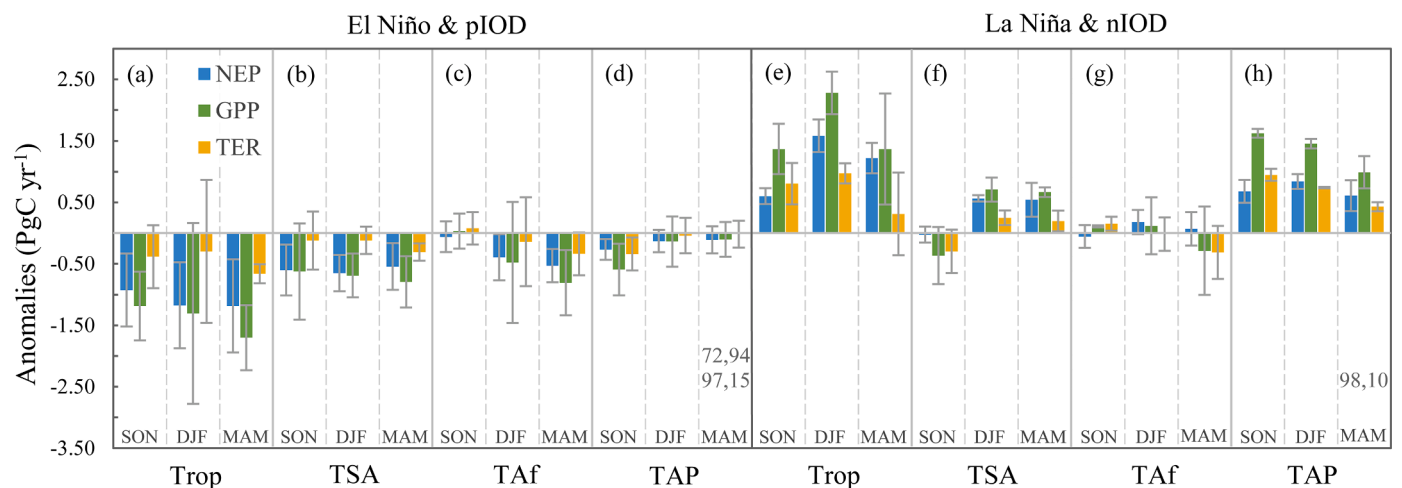 El Niño & pIOD
La Niña & nIOD
Anomalies (PgC yr-1)
2.50
1.50
0.50
-0.50
-1.50
-2.50
-3.50
(a)
(b)
(c)
(d)
(e)
(f)
(g)
(h)
NEP
GPP
TER
72,94
97,15
98,10
SON DJF MAM SON DJF MAM SON DJF MAM SON DJF MAM SON DJF MAM SON DJF MAM SON DJF MAM SON DJF MAM
Trop TSA TAf TAP Trop TSA TAf TAP